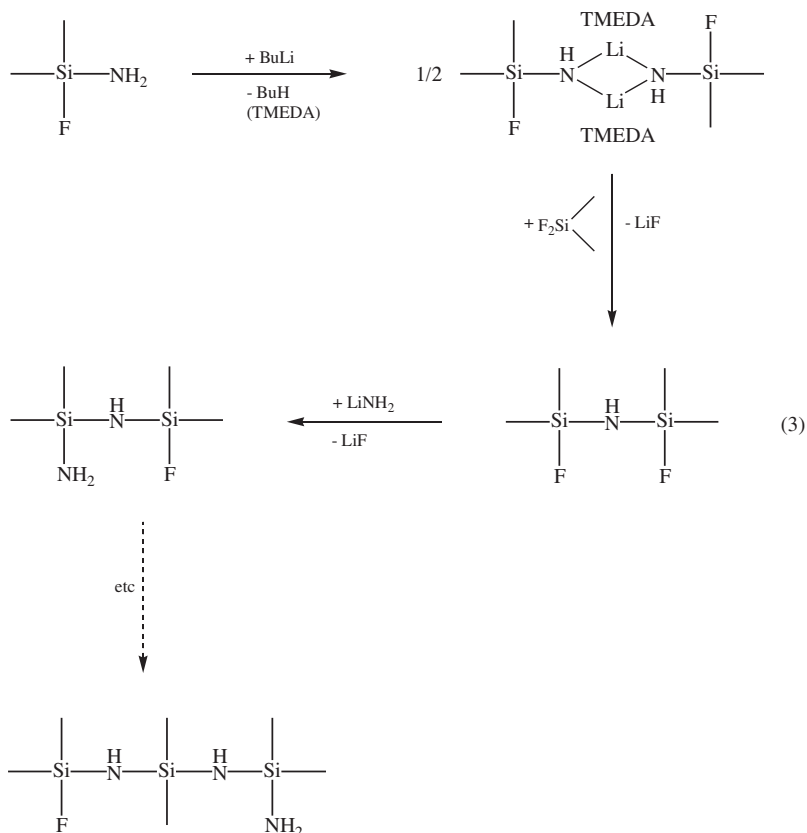 TMEDA
Si NH₂ F
+ BuLi
- BuH
(TMEDA)
1/2 Si F H N Li Li N H F Si
TMEDA
+ F₂Si - LiF
Si H N Si NH₂ F
+ LiNH₂
- LiF
Si H N Si F F (3)
etc
Si H N Si H N Si
F NH₂